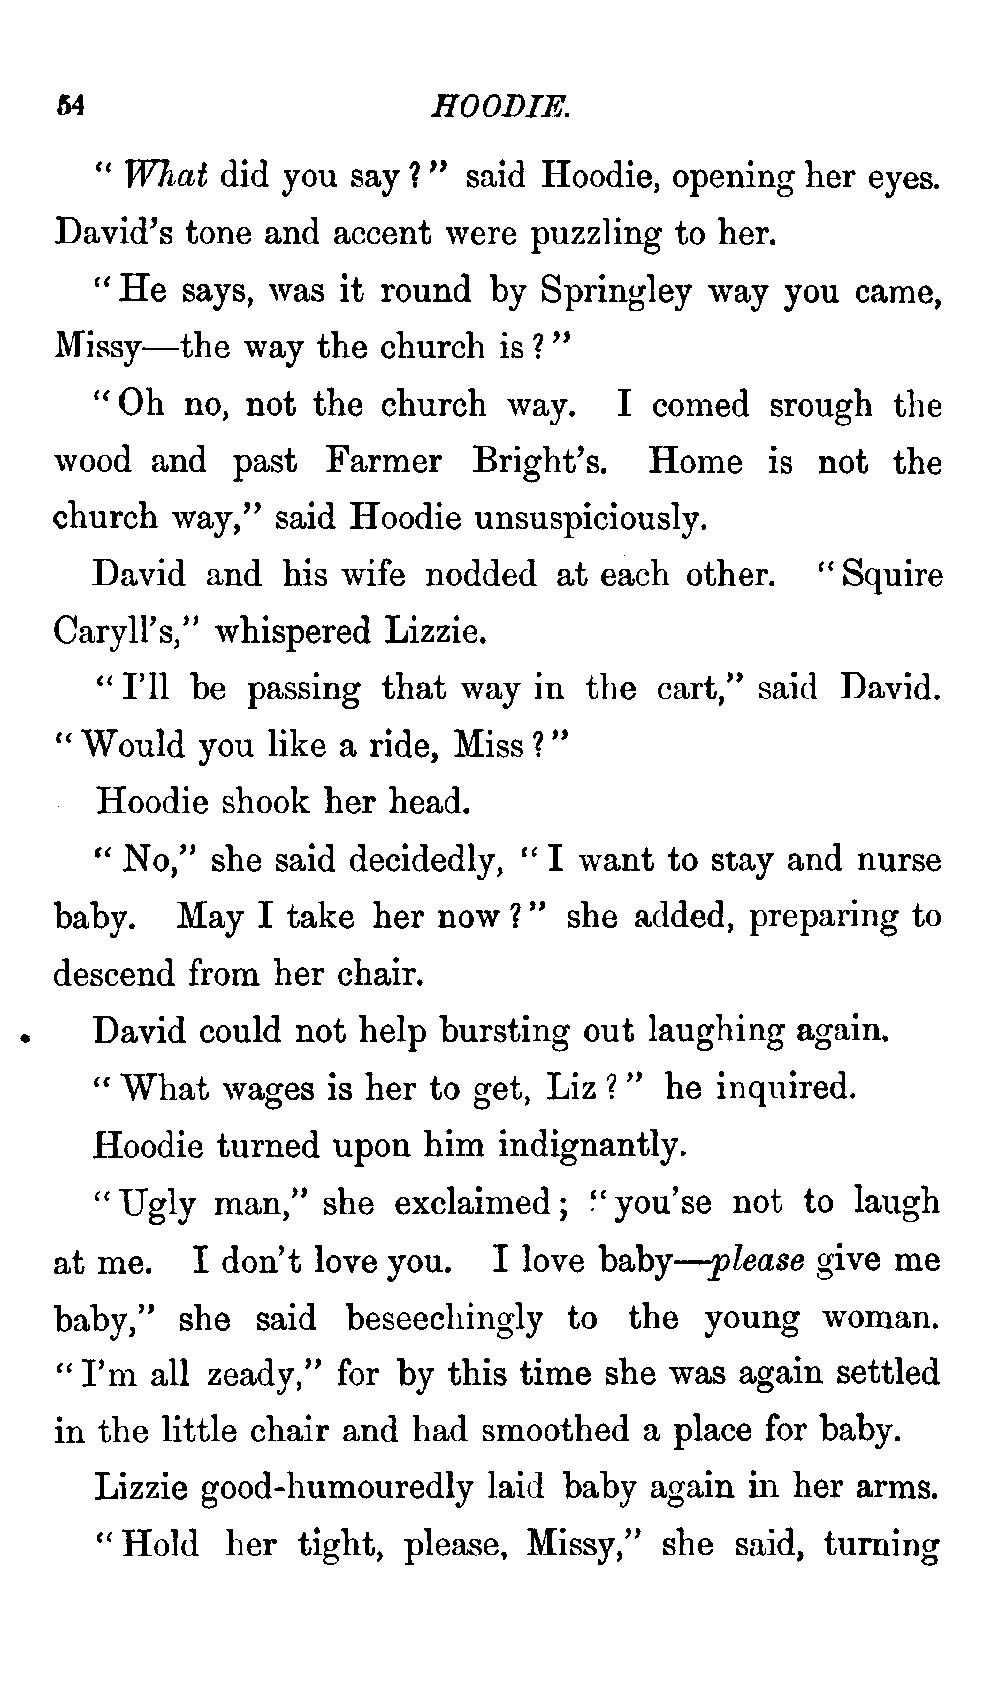 54 HOODIE.
“ What did you say ? ” said Hoodie, opening her eyes.
David’s tone and accent were puzzling to her.
“ He says, was it round by Springley way you came,
Missy—the way the church is ? ”
“ Oh no, not the church way. I comed srough the
wood and past Farmer Bright’s. Home is not the
church way,” said Hoodie unsuspiciously.
David and his wife nodded at each other. “ Squire
Caryll’s,” whispered Lizzie.
“ I’ll be passing that way in the cart,” said David.
“ Would you like a ride, Miss ? ”
Hoodie shook her head.
“ No,” she said decidedly, “ I want to stay and nurse
baby. May I take her now ? ” she added, preparing to
descend from her chair.
David could not help bursting out laughing again.
“ What wages is her to get, Liz ? ” he inquired.
Hoodie turned upon him indignantly.
“ Ugly man,” she exclaimed ; “ you’se not to laugh
at me. I don’t love you. I love baby—please give me
baby,” she said beseechingly to the young woman.
“ I’m all zeady,” for by this time she was again settled
in the little chair and had smoothed a place for baby.
Lizzie good-humouredly laid baby again in her arms.
“ Hold her tight, please, Missy,” she said, turning